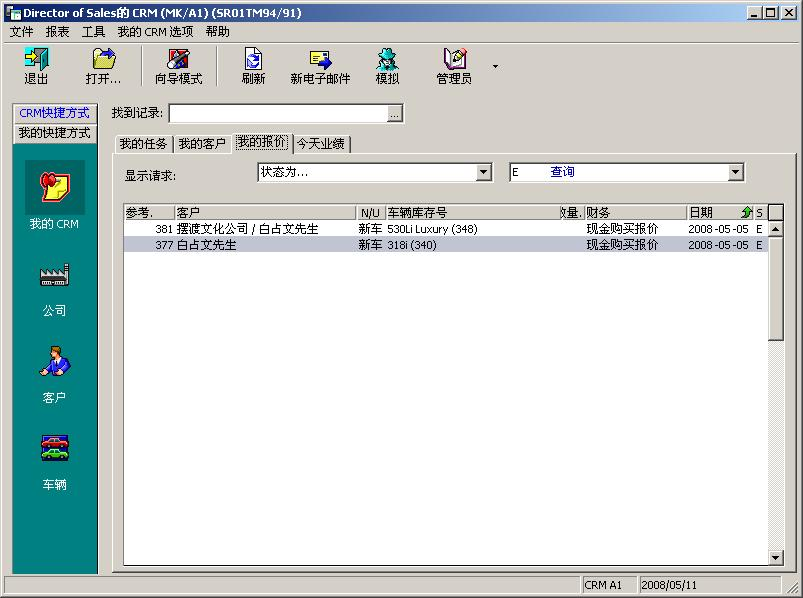 Director of Sales的 CRM (MK/A1) (SR01TM94/91)
文件 报表 工具 我的 CRM 选项 帮助
退出 打开... 向导模式 刷新 新电子邮件 模拟 管理员
CRM快捷方式
我的快捷方式
我的 CRM
公司
客户
车辆
找到记录: ...
我的任务 我的客户 我的报价 今天业绩
显示请求: 状态为... E 查询
参考. 客户 N/U 车辆库存号 数量. 财务 日期 S
381 摆渡文化公司 / 白占文先生 新车 530Li Luxury (348) 现金购买报价 2008-05-05 E
377 白占文先生 新车 318i (340) 现金购买报价 2008-05-05 E
CRM A1 2008/05/11